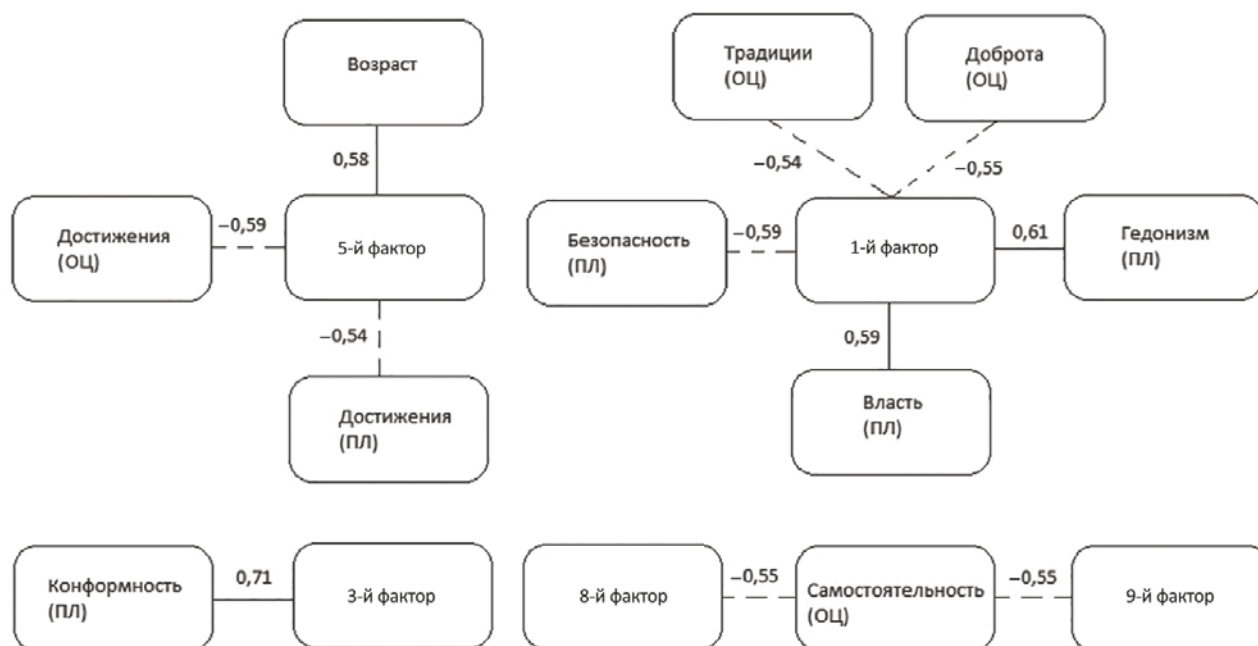 Возраст
0,58
Достижения
(ОЦ)
−0,59
5-й фактор
−0,54
Достижения
(ПЛ)
Традиции
(ОЦ)
Доброта
(ОЦ)
−0,54
−0,55
Безопасность
(ПЛ)
−0,59
1-й фактор
0,61
Гедонизм
(ПЛ)
0,59
Власть
(ПЛ)
Конформность
(ПЛ)
0,71
3-й фактор
8-й фактор
−0,55
Самостоятельность
(ОЦ)
−0,55
9-й фактор